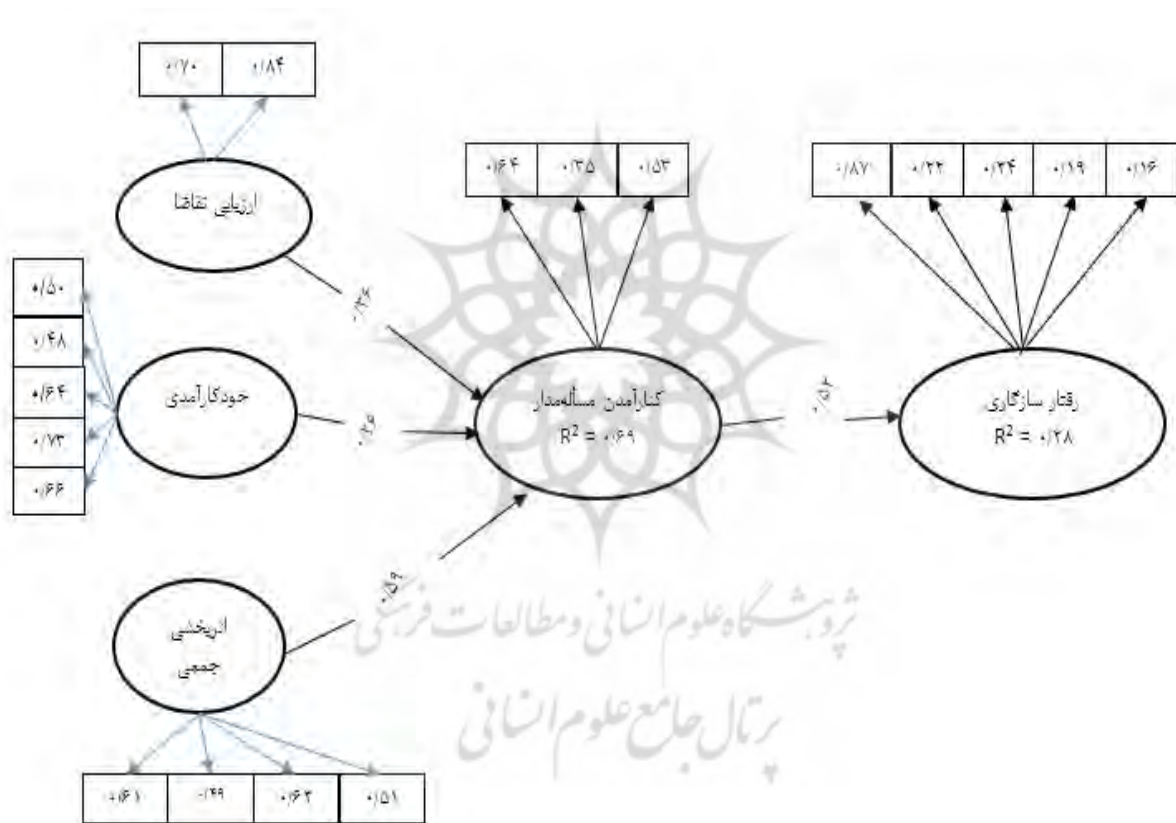 ۰/۷۰ ۰/۸۴
ارزیابی تقاضا
۰/۶۴ ۰/۳۵ ۰/۵۳
۰/۸۷ ۰/۲۲ ۰/۲۴ ۰/۱۹ ۰/۱۶
۰/۵۰
۰/۴۸
۰/۶۴
۰/۷۳
۰/۶۶
خودکارآمدی
کنارآمدن مسأله‌مدار
R² = ۰/۶۹
۰/۵۲
رفتار سازگاری
R² = ۰/۲۸
۰/۵۹
اثربخشی
جمعی
۰/۶۱ ۰/۴۹ ۰/۶۳ ۰/۵۱
پژوهشگاه علوم انسانی و مطالعات فرهنگی
پرتال جامع علوم انسانی